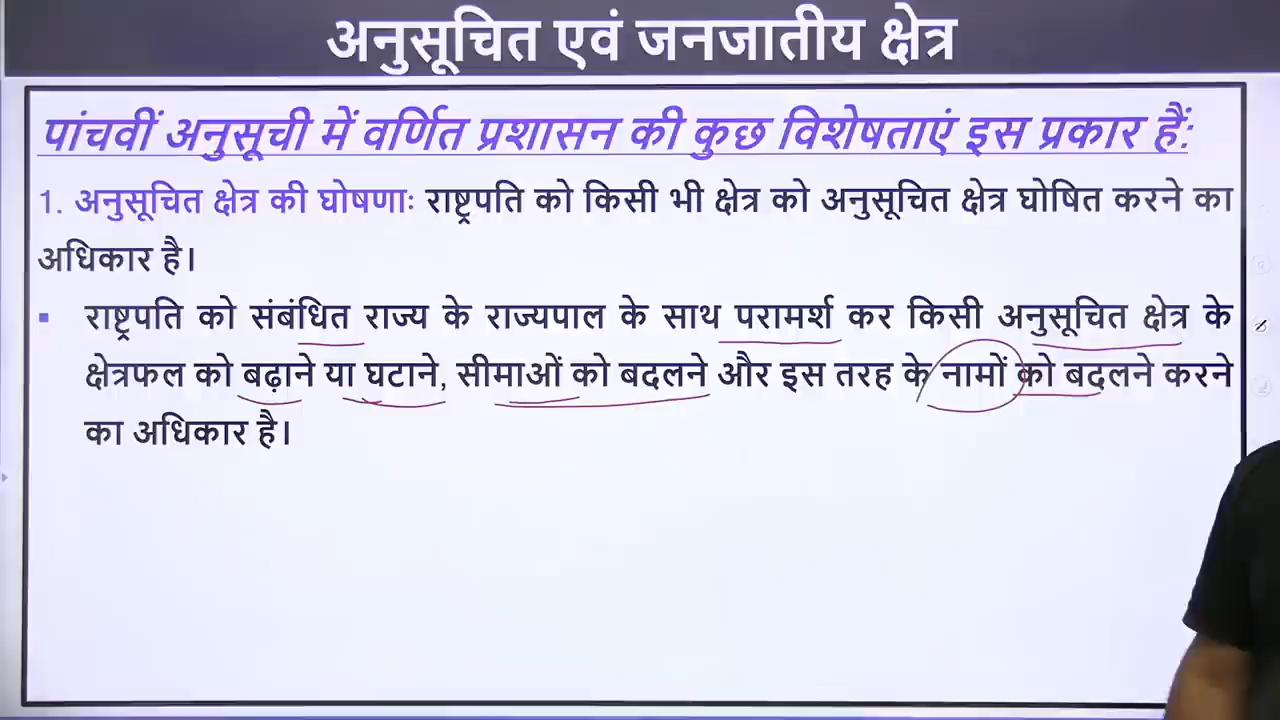 अनुसूचित एवं जनजातीय क्षेत्र
पांचवीं अनुसूची में वर्णित प्रशासन की कुछ विशेषताएं इस प्रकार हैं:
1. अनुसूचित क्षेत्र की घोषणाः राष्ट्रपति को किसी भी क्षेत्र को अनुसूचित क्षेत्र घोषित करने का
अधिकार है।
▪ राष्ट्रपति को संबंधित राज्य के राज्यपाल के साथ परामर्श कर किसी अनुसूचित क्षेत्र के
क्षेत्रफल को बढ़ाने या घटाने, सीमाओं को बदलने और इस तरह के नामों को बदलने करने
का अधिकार है।